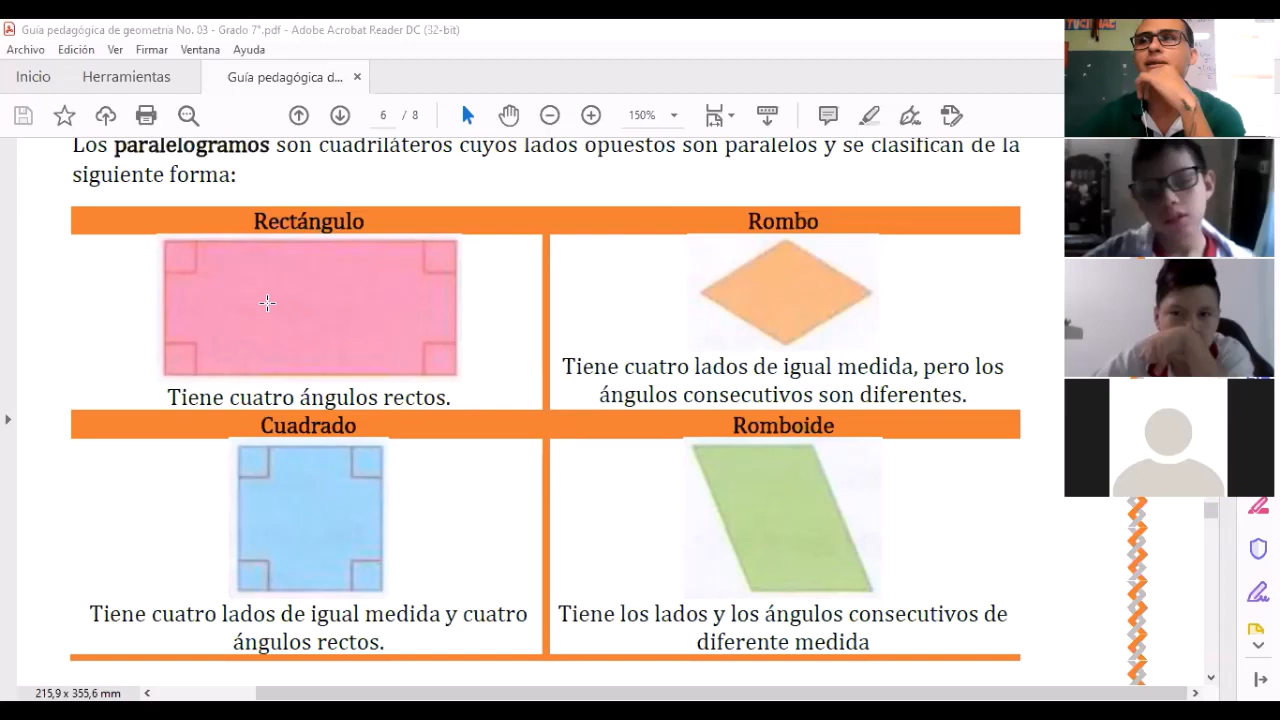 Guía pedagógica de geometría No. 03 - Grado 7°.pdf - Adobe Acrobat Reader DC (32-bit)
Archivo Edición Ver Firmar Ventana Ayuda
Inicio Herramientas Guía pedagógica d... ×
6 / 8 150%
Los paralelogramos son cuadriláteros cuyos lados opuestos son paralelos y se clasifican de la
siguiente forma:
Rectángulo
Tiene cuatro ángulos rectos.
Rombo
Tiene cuatro lados de igual medida, pero los
ángulos consecutivos son diferentes.
Cuadrado
Tiene cuatro lados de igual medida y cuatro
ángulos rectos.
Romboide
Tiene los lados y los ángulos consecutivos de
diferente medida
215,9 x 355,6 mm